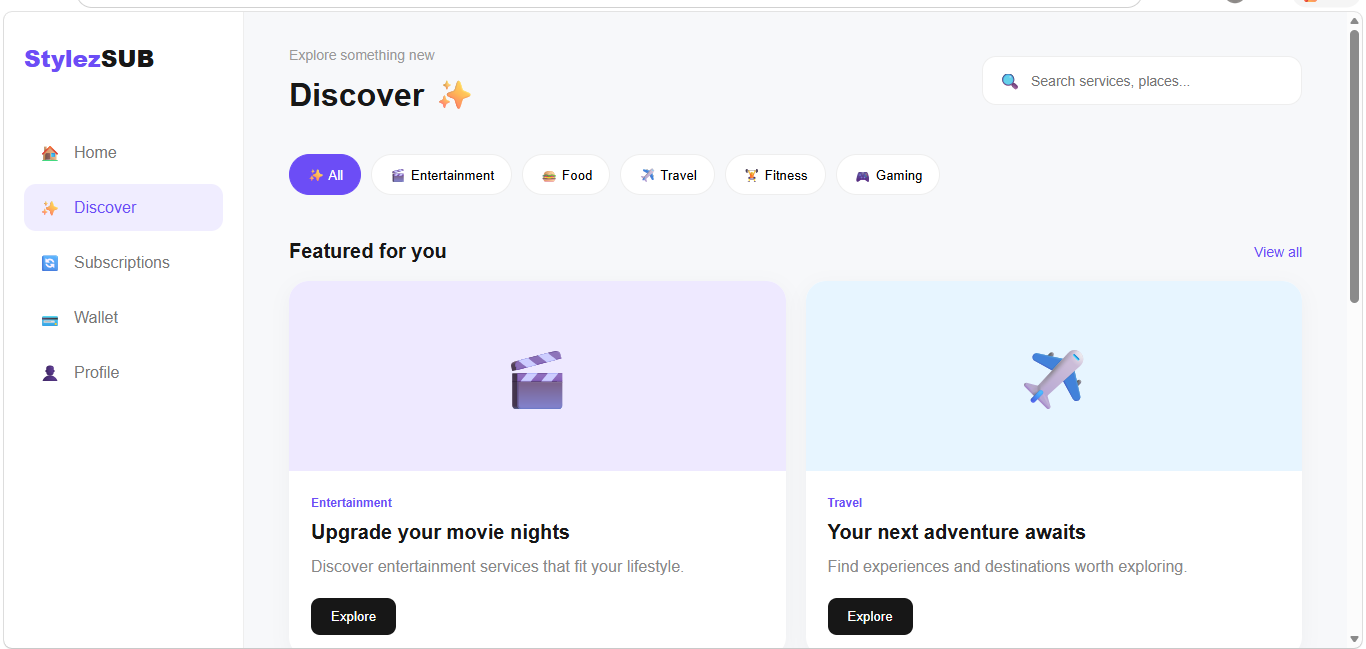 StylezSUB
Home
Discover
Subscriptions
Wallet
Profile
Explore something new
Discover ✨
Search services, places...
✨ All
Entertainment
Food
Travel
Fitness
Gaming
Featured for you
View all
Entertainment
Upgrade your movie nights
Discover entertainment services that fit your lifestyle.
Explore
Travel
Your next adventure awaits
Find experiences and destinations worth exploring.
Explore